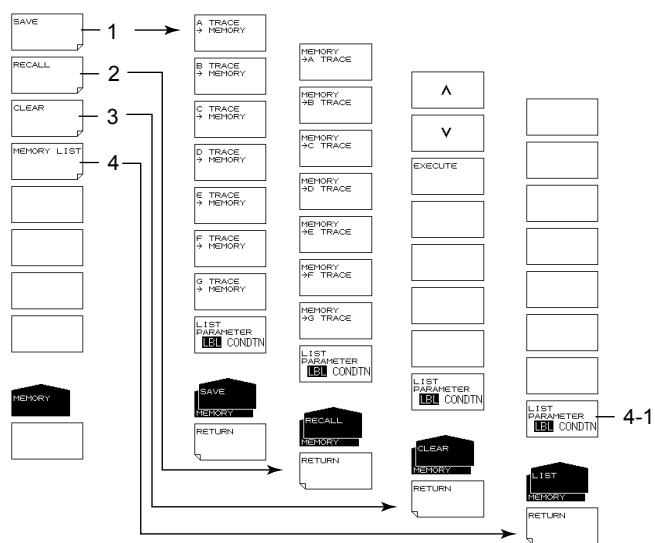 SAVE
1
RECALL
2
CLEAR
3
MEMORY LIST
4
MEMORY
A TRACE
→ MEMORY
B TRACE
→ MEMORY
C TRACE
→ MEMORY
D TRACE
→ MEMORY
E TRACE
→ MEMORY
F TRACE
→ MEMORY
G TRACE
→ MEMORY
LIST
PARAMETER
LBL CONDTN
SAVE
MEMORY
RETURN
MEMORY
→A TRACE
MEMORY
→B TRACE
MEMORY
→C TRACE
MEMORY
→D TRACE
MEMORY
→E TRACE
MEMORY
→F TRACE
MEMORY
→G TRACE
LIST
PARAMETER
LBL CONDTN
RECALL
MEMORY
RETURN
∧
∨
EXECUTE
LIST
PARAMETER
LBL CONDTN
CLEAR
MEMORY
RETURN
LIST
PARAMETER
LBL CONDTN
4-1
LIST
MEMORY
RETURN